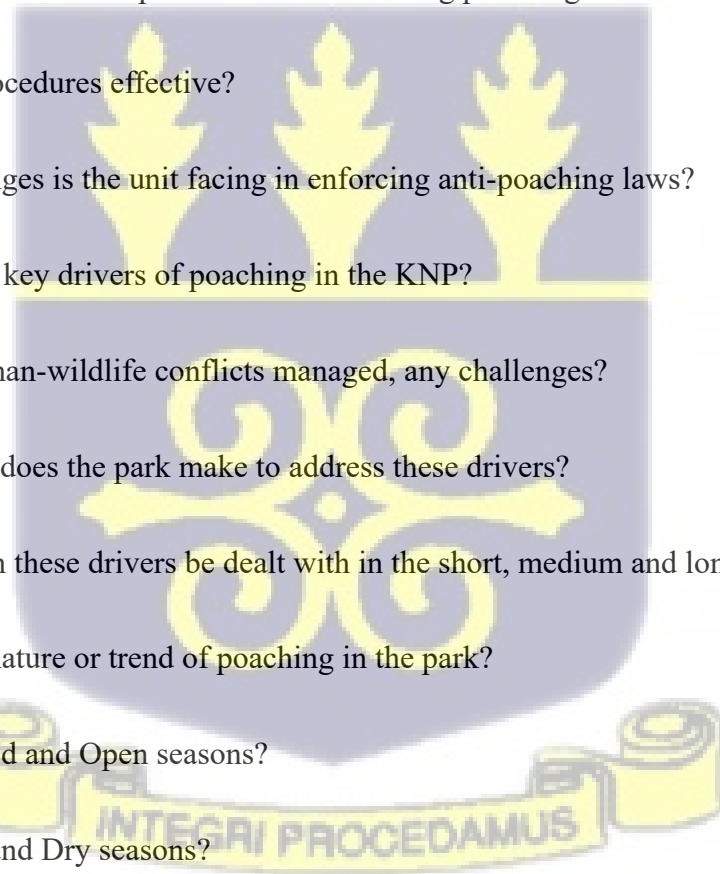 ocedures effective?
ges is the unit facing in enforcing anti-poaching laws?
key drivers of poaching in the KNP?
nan-wildlife conflicts managed, any challenges?
does the park make to address these drivers?
these drivers be dealt with in the short, medium and lon
ature or trend of poaching in the park?
d and Open seasons?
INTEGRI PROCEDAMUS
nd Dry seasons?